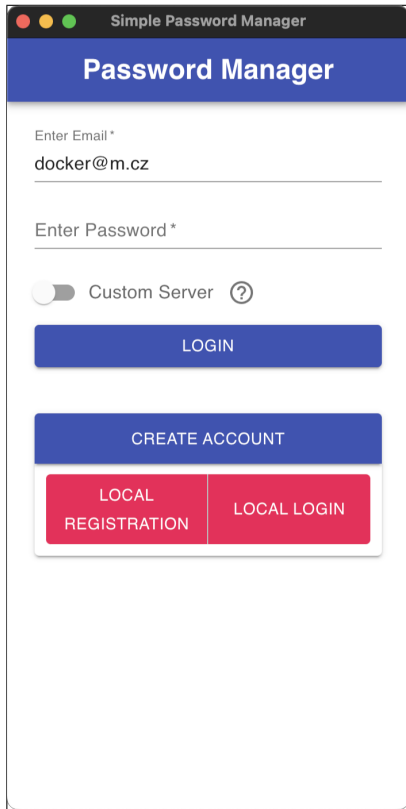 Simple Password Manager
Password Manager
Enter Email *
docker@m.cz
Enter Password *
Custom Server ?
LOGIN
CREATE ACCOUNT
LOCAL
REGISTRATION
LOCAL LOGIN